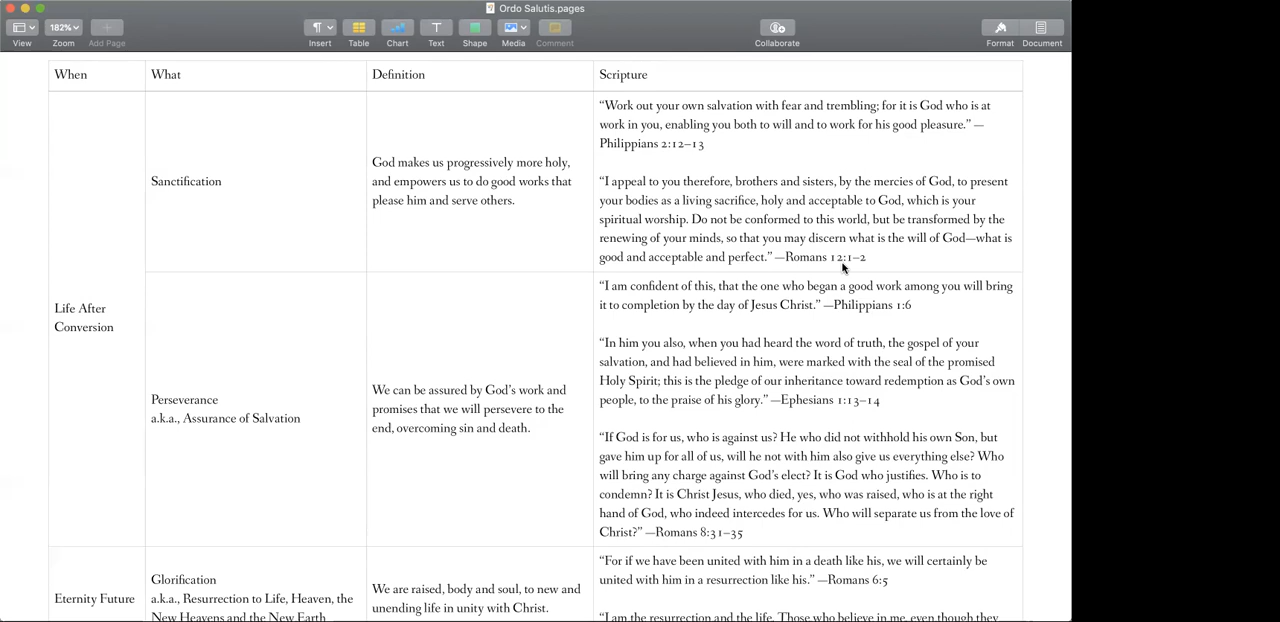 Ordo Salutis.pages
182%
View Zoom Add Page Insert Table Chart Text Shape Media Comment Collaborate Format Document
When What Definition Scripture
Life After
Conversion
Sanctification
God makes us progressively more holy,
and empowers us to do good works that
please him and serve others.
“Work out your own salvation with fear and trembling; for it is God who is at
work in you, enabling you both to will and to work for his good pleasure.” —
Philippians 2:12–13
“I appeal to you therefore, brothers and sisters, by the mercies of God, to present
your bodies as a living sacrifice, holy and acceptable to God, which is your
spiritual worship. Do not be conformed to this world, but be transformed by the
renewing of your minds, so that you may discern what is the will of God—what is
good and acceptable and perfect.” —Romans 12:1–2
Perseverance
a.k.a., Assurance of Salvation
We can be assured by God’s work and
promises that we will persevere to the
end, overcoming sin and death.
“I am confident of this, that the one who began a good work among you will bring
it to completion by the day of Jesus Christ.” —Philippians 1:6
“In him you also, when you had heard the word of truth, the gospel of your
salvation, and had believed in him, were marked with the seal of the promised
Holy Spirit; this is the pledge of our inheritance toward redemption as God’s own
people, to the praise of his glory.” —Ephesians 1:13–14
“If God is for us, who is against us? He who did not withhold his own Son, but
gave him up for all of us, will he not with him also give us everything else? Who
will bring any charge against God’s elect? It is God who justifies. Who is to
condemn? It is Christ Jesus, who died, yes, who was raised, who is at the right
hand of God, who indeed intercedes for us. Who will separate us from the love of
Christ?” —Romans 8:31–35
Eternity Future
Glorification
a.k.a., Resurrection to Life, Heaven, the
New Heavens and the New Earth
We are raised, body and soul, to new and
unending life in unity with Christ.
“For if we have been united with him in a death like his, we will certainly be
united with him in a resurrection like his.” —Romans 6:5
“I am the resurrection and the life. Those who believe in me, even though they